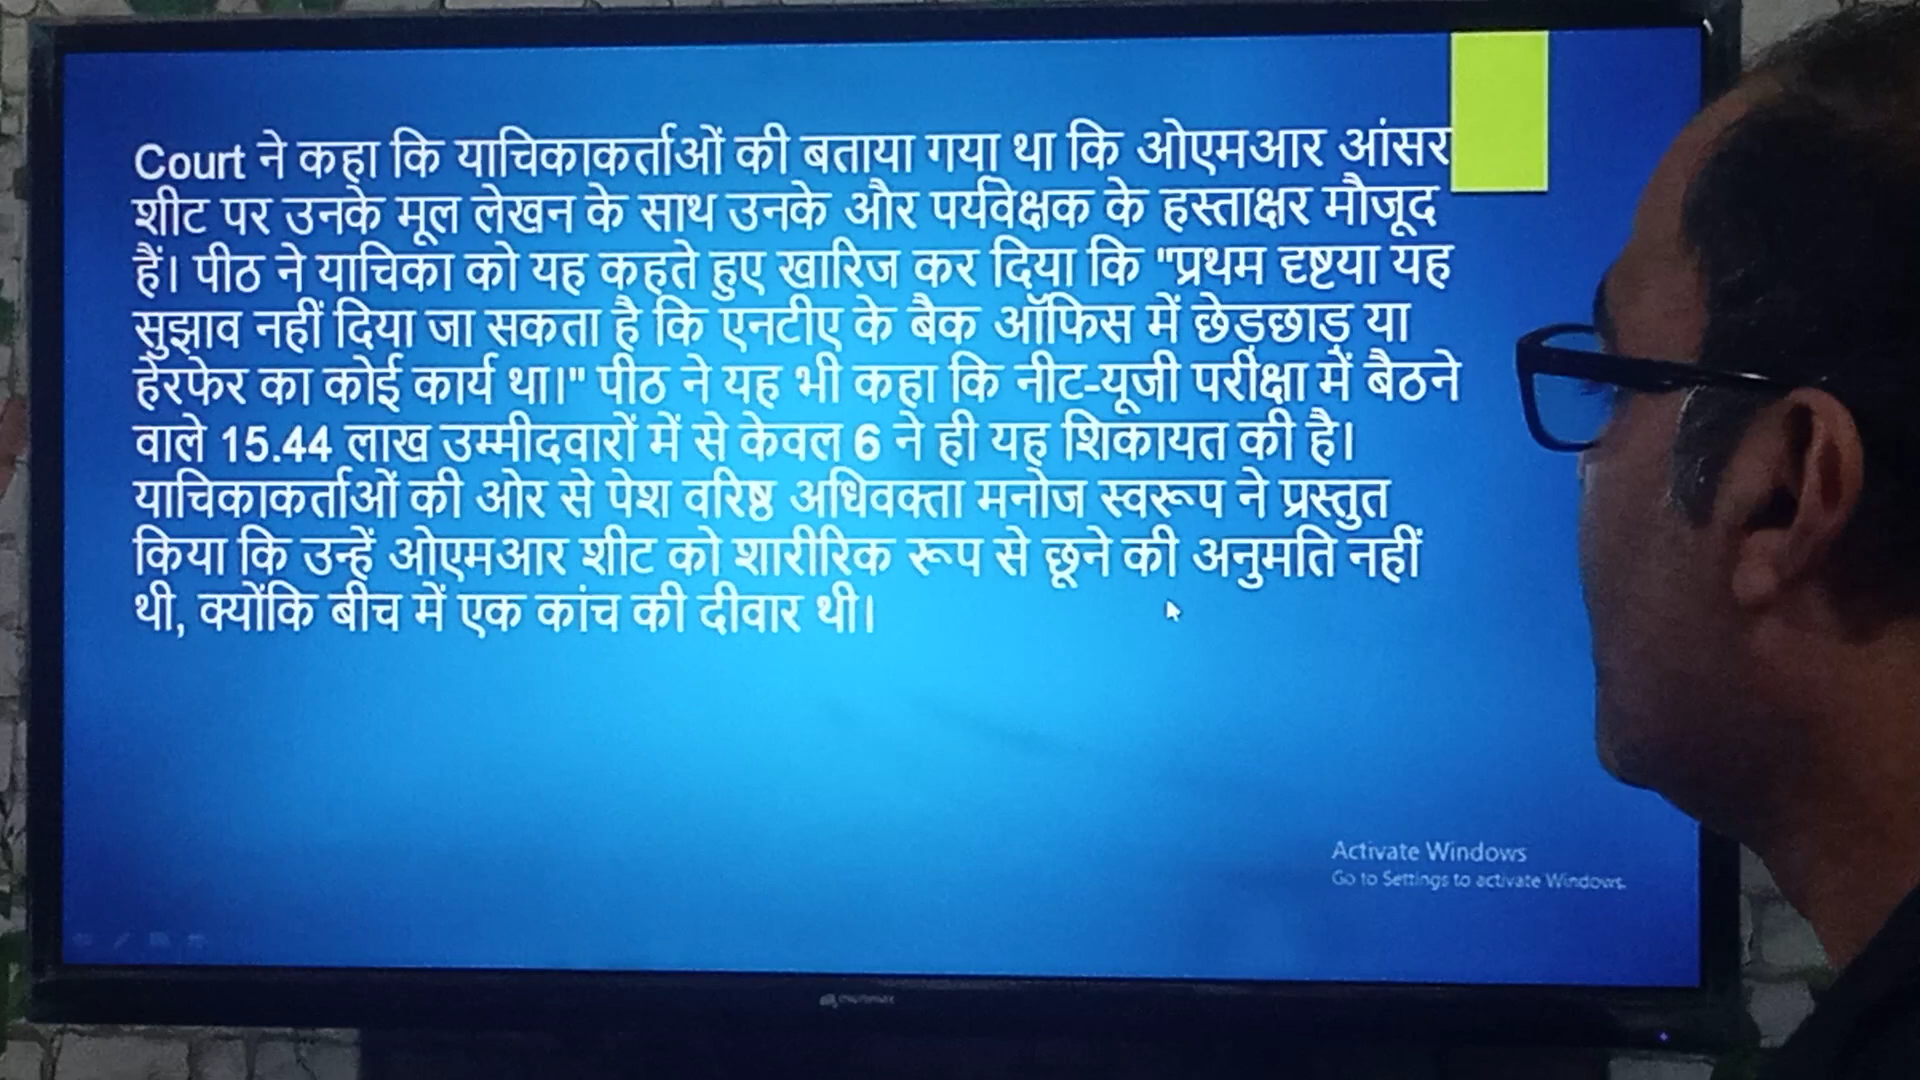 Court ने कहा कि याचिकाकर्ताओं की बताया गया था कि ओएमआर आंसर
शीट पर उनके मूल लेखन के साथ उनके और पर्यवेक्षक के हस्ताक्षर मौजूद
हैं। पीठ ने याचिका को यह कहते हुए खारिज कर दिया कि "प्रथम दृष्टया यह
सुझाव नहीं दिया जा सकता है कि एनटीए के बैक ऑफिस में छेड़छाड़ या
हेरफेर का कोई कार्य था।" पीठ ने यह भी कहा कि नीट-यूजी परीक्षा में बैठने
वाले 15.44 लाख उम्मीदवारों में से केवल 6 ने ही यह शिकायत की है।
याचिकाकर्ताओं की ओर से पेश वरिष्ठ अधिवक्ता मनोज स्वरूप ने प्रस्तुत
किया कि उन्हें ओएमआर शीट को शारीरिक रूप से छूने की अनुमति नहीं
थी, क्योंकि बीच में एक कांच की दीवार थी।
Activate Windows
Go to Settings to activate Windows.